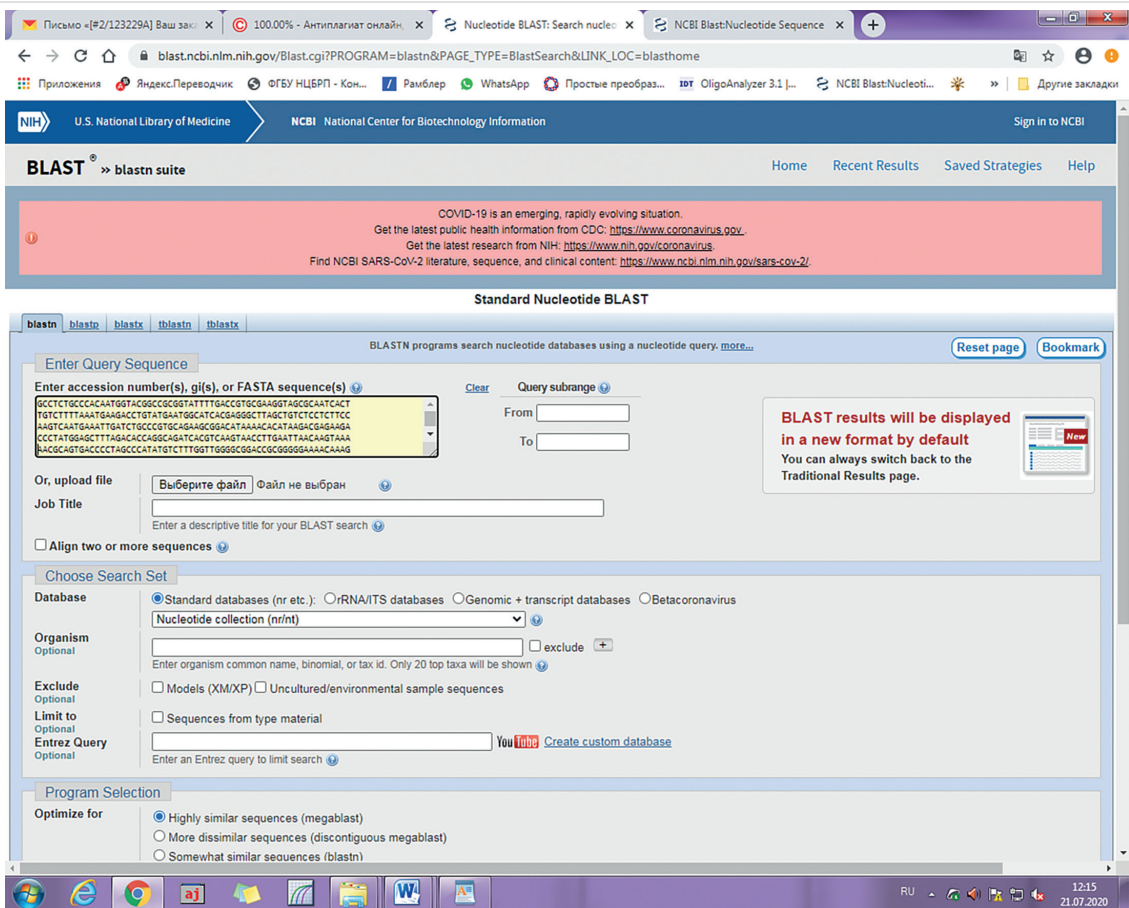 Письмо «[#2/123229A] Ваш зак
100.00% - Антиплагиат онлайн,
Nucleotide BLAST: Search nucleo
NCBI Blast:Nucleotide Sequence
blast.ncbi.nlm.nih.gov/Blast.cgi?PROGRAM=blastn&PAGE_TYPE=BlastSearch&LINK_LOC=blasthome
Приложения Яндекс.Переводчик ФГБУ НЦБРП - Кон... Рамблер WhatsApp Простые преобраз... IDT OligoAnalyzer 3.1 |... NCBI Blast:Nucleoti... » Другие закладки
NIH U.S. National Library of Medicine NCBI National Center for Biotechnology Information Sign in to NCBI
BLAST ® » blastn suite Home Recent Results Saved Strategies Help
COVID-19 is an emerging, rapidly evolving situation.
Get the latest public health information from CDC: https://www.coronavirus.gov .
Get the latest research from NIH: https://www.nih.gov/coronavirus.
Find NCBI SARS-CoV-2 literature, sequence, and clinical content: https://www.ncbi.nlm.nih.gov/sars-cov-2/.
Standard Nucleotide BLAST
blastn blastp blastx tblastn tblastx
BLASTN programs search nucleotide databases using a nucleotide query. more...
Reset page Bookmark
Enter Query Sequence
Enter accession number(s), gi(s), or FASTA sequence(s) Clear Query subrange
GCCTCTGCCCACAATGGTACGGCCGCGGTATTTTGACCGTGCGAAGGTAGCGCAATCACT
TGTCTTTTAAATGAAGACCTGTATGAATGGCATCACGAGGGCTTAGCTGTCTCCTCTTCC
AAGTCAATGAAATTGATCTGCCCGTGCAGAAGCGGACATAAAACACATAAGACGAGAAGA
CCCTATGGAGCTTTAGACACCAGGCAGATCACGTCAAGTAACCTTGAATTAACAAGTAAA
AACGCAGTGACCCCTAGCCCATATGTCTTTGGTTGGGGCGGACCGCGGGGGAAAACAAAG
From
To
BLAST results will be displayed
in a new format by default
You can always switch back to the
Traditional Results page.
New
Or, upload file Выберите файл Файл не выбран
Job Title
Enter a descriptive title for your BLAST search
Align two or more sequences
Choose Search Set
Database Standard databases (nr etc.): rRNA/ITS databases Genomic + transcript databases Betacoronavirus
Nucleotide collection (nr/nt)
Organism
Optional
exclude +
Enter organism common name, binomial, or tax id. Only 20 top taxa will be shown
Exclude
Optional
Models (XM/XP) Uncultured/environmental sample sequences
Limit to
Optional
Sequences from type material
Entrez Query
Optional
YouTube Create custom database
Enter an Entrez query to limit search
Program Selection
Optimize for Highly similar sequences (megablast)
More dissimilar sequences (discontiguous megablast)
Somewhat similar sequences (blastn)
aj W A RU 12:15
21.07.2020